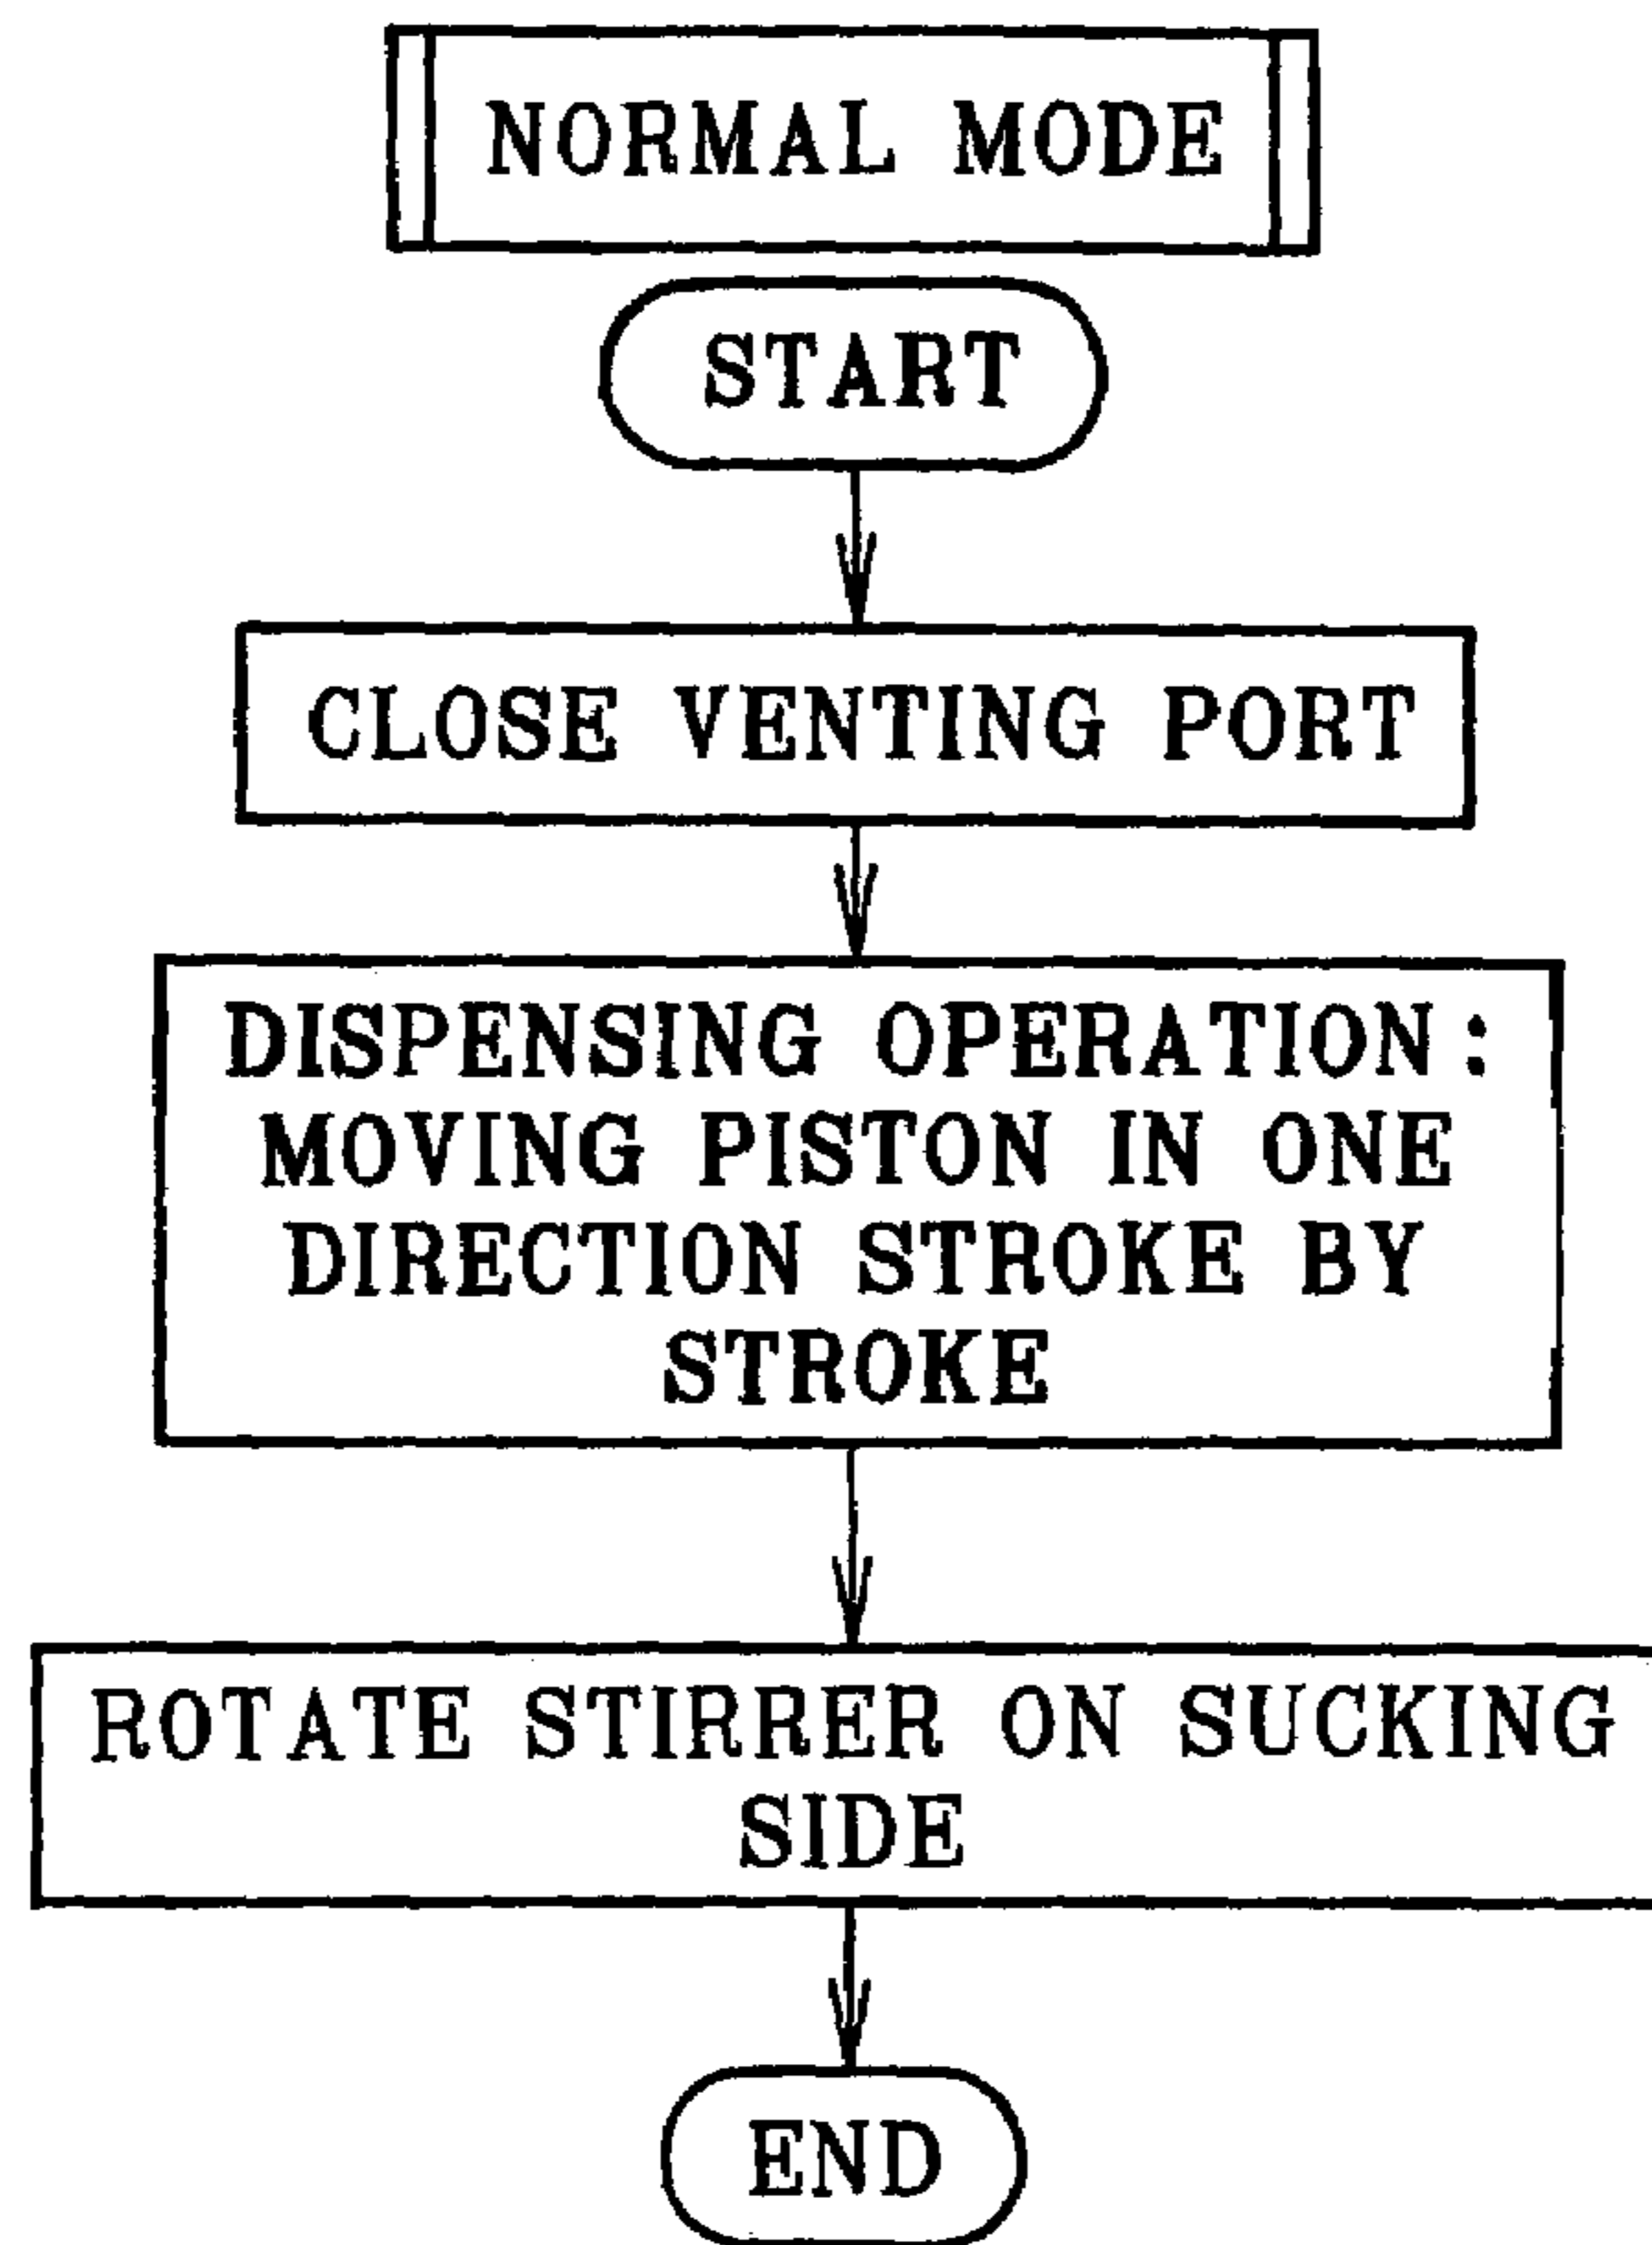 NORMAL MODE
START
CLOSE VENTING PORT
DISPENSING OPERATION:
MOVING PISTON IN ONE
DIRECTION STROKE BY
STROKE
ROTATE STIRRER ON SUCKING
SIDE
END